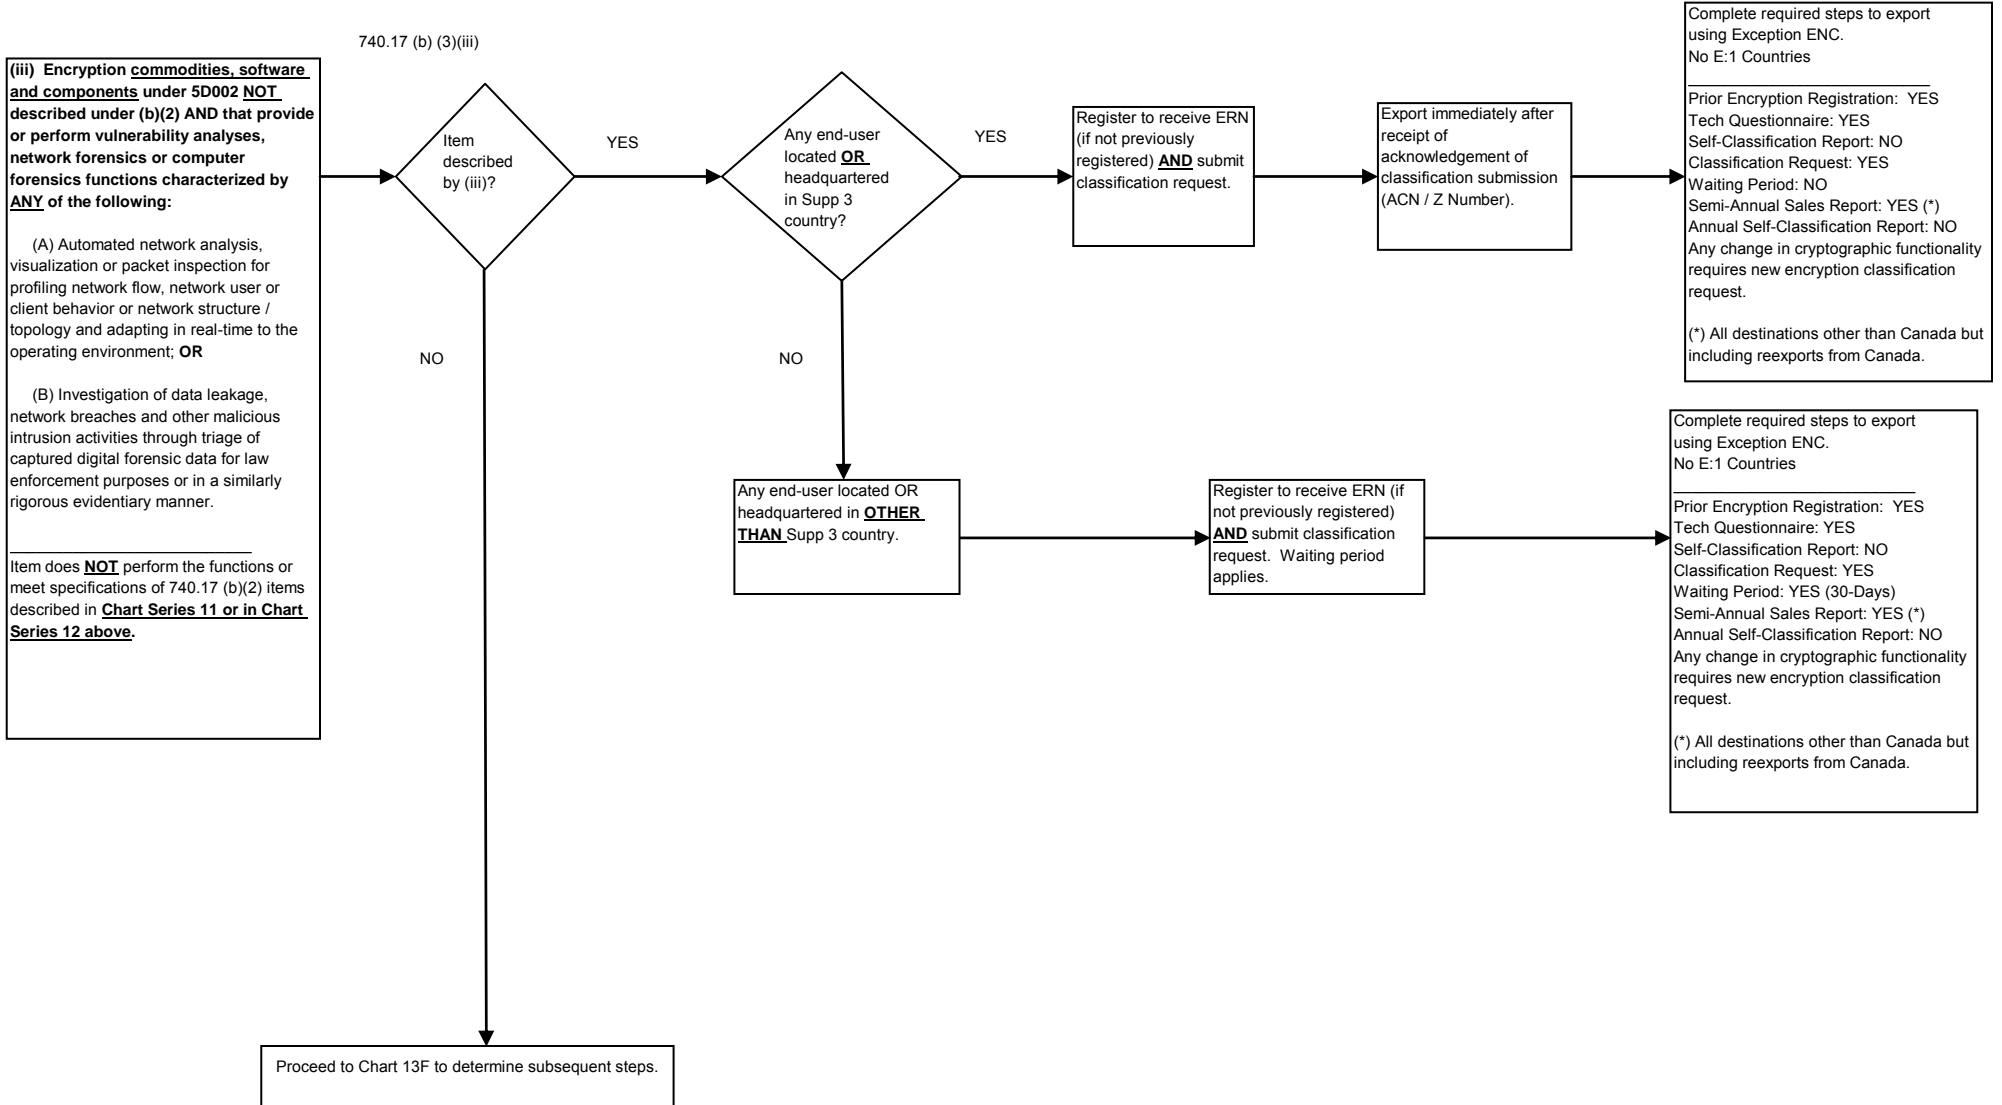 740.17 (b) (3)(iii)
(iii)  Encryption commodities, software
and components under 5D002 NOT
described under (b)(2) AND that provide
or perform vulnerability analyses,
network forensics or computer
forensics functions characterized by
ANY of the following:
(A) Automated network analysis,
visualization or packet inspection for
profiling network flow, network user or
client behavior or network structure /
topology and adapting in real-time to the
operating environment; OR
(B) Investigation of data leakage,
network breaches and other malicious
intrusion activities through triage of
captured digital forensic data for law
enforcement purposes or in a similarly
rigorous evidentiary manner.
Item does NOT perform the functions or
meet specifications of 740.17 (b)(2) items
described in Chart Series 11 or in Chart
Series 12 above.
Item
described
by (iii)?
YES
NO
Any end-user
located OR
headquartered
in Supp 3
country?
YES
NO
Register to receive ERN
(if not previously
registered) AND submit
classification request.
Export immediately after
receipt of
acknowledgement of
classification submission
(ACN / Z Number).
Complete required steps to export
using Exception ENC.
No E:1 Countries
Prior Encryption Registration:  YES
Tech Questionnaire: YES
Self-Classification Report: NO
Classification Request: YES
Waiting Period: NO
Semi-Annual Sales Report: YES (*)
Annual Self-Classification Report: NO
Any change in cryptographic functionality
requires new encryption classification
request.
(*) All destinations other than Canada but
including reexports from Canada.
Any end-user located OR
headquartered in OTHER
THAN Supp 3 country.
Register to receive ERN (if
not previously registered)
AND submit classification
request.  Waiting period
applies.
Complete required steps to export
using Exception ENC.
No E:1 Countries
Prior Encryption Registration:  YES
Tech Questionnaire: YES
Self-Classification Report: NO
Classification Request: YES
Waiting Period: YES (30-Days)
Semi-Annual Sales Report: YES (*)
Annual Self-Classification Report: NO
Any change in cryptographic functionality
requires new encryption classification
request.
(*) All destinations other than Canada but
including reexports from Canada.
Proceed to Chart 13F to determine subsequent steps.